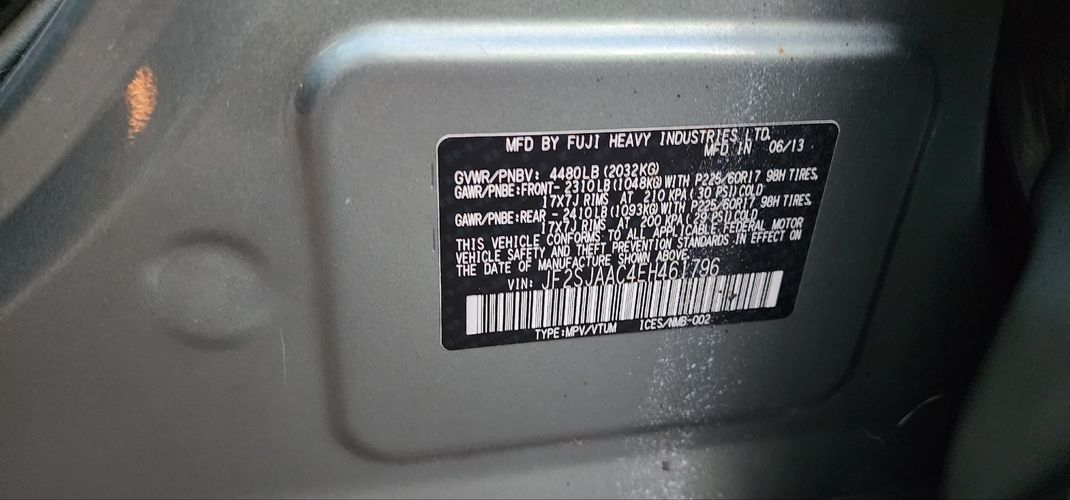 MFD BY FUJI HEAVY INDUSTRIES LTD.
MFD IN 06/13
GVWR/PNBV: 4480LB (2032KG)
GAWR/PNBE:FRONT- 2310LB(1048KG)WITH P225/60R17 98H TIRES,
17X7J RIMS AT 210 KPA(30 PSI)COLD
GAWR/PNBE:REAR - 2410LB(1093KG)WITH P225/60R17 98H TIRES,
17X7J RIMS AT 200 KPA(29 PSI)COLD
THIS VEHICLE CONFORMS TO ALL APPLICABLE FEDERAL MOTOR
VEHICLE SAFETY AND THEFT PREVENTION STANDARDS IN EFFECT ON
THE DATE OF MANUFACTURE SHOWN ABOVE.
VIN: JF2SJAAC4EH461796
TYPE:MPV/VTUM ICES/NMB-002